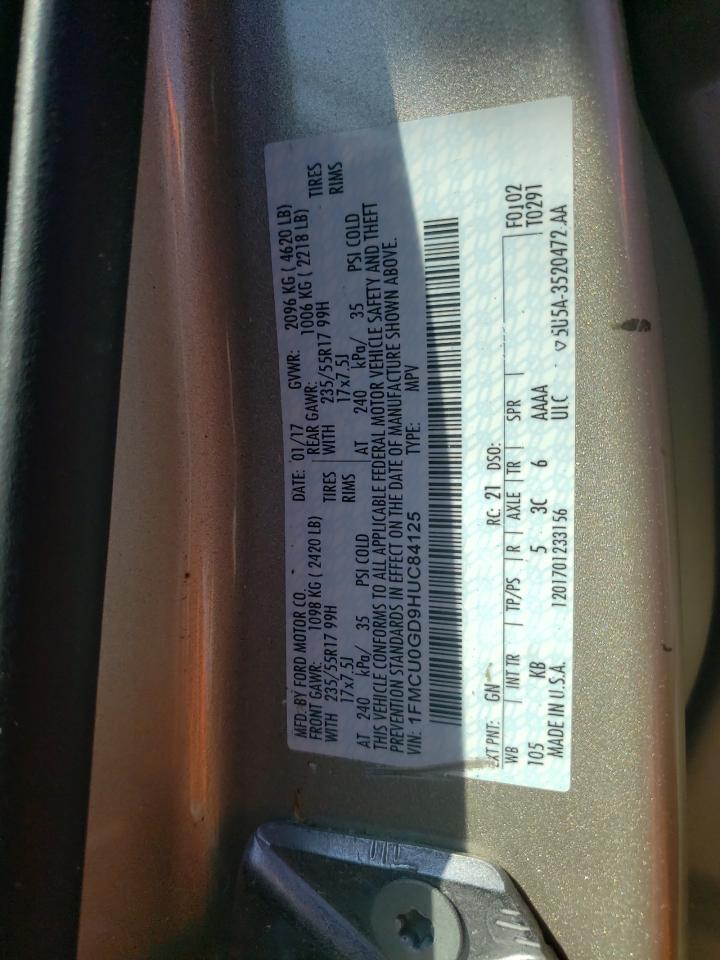 MFD. BY FORD MOTOR CO.
DATE: 01/17 GVWR: 2096 KG ( 4620 LB)
FRONT GAWR: 1098 KG ( 2420 LB) REAR GAWR: 1006 KG ( 2218 LB)
WITH 235/55R17 99H TIRES WITH 235/55R17 99H TIRES
17x7.5J RIMS 17x7.5J RIMS
AT 240 kPa/ 35 PSI COLD AT 240 kPa/ 35 PSI COLD
THIS VEHICLE CONFORMS TO ALL APPLICABLE FEDERAL MOTOR VEHICLE SAFETY AND THEFT
PREVENTION STANDARDS IN EFFECT ON THE DATE OF MANUFACTURE SHOWN ABOVE.
VIN: 1FMCU0GD9HUC84125 TYPE: MPV
EXT PNT: GN RC: 21 DSO: F0102
WB INT TR TP/PS R AXLE TR SPR T0291
105 KB 5 3C 6 AAAA
MADE IN U.S.A. 1201701233156 UIC 5U5A-3520472 AA